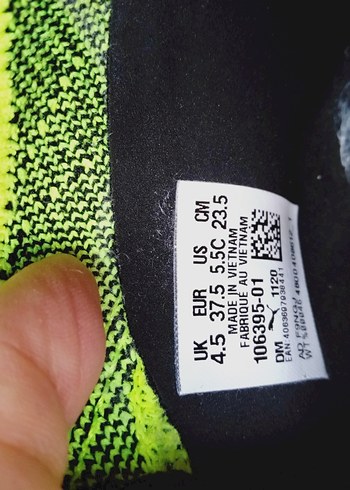 UK EUR US CM
4.5 37.5 5.5C 23.5
MADE IN VIETNAM
FABRIQUE AU VIETNAM
106395-01
DM 1120